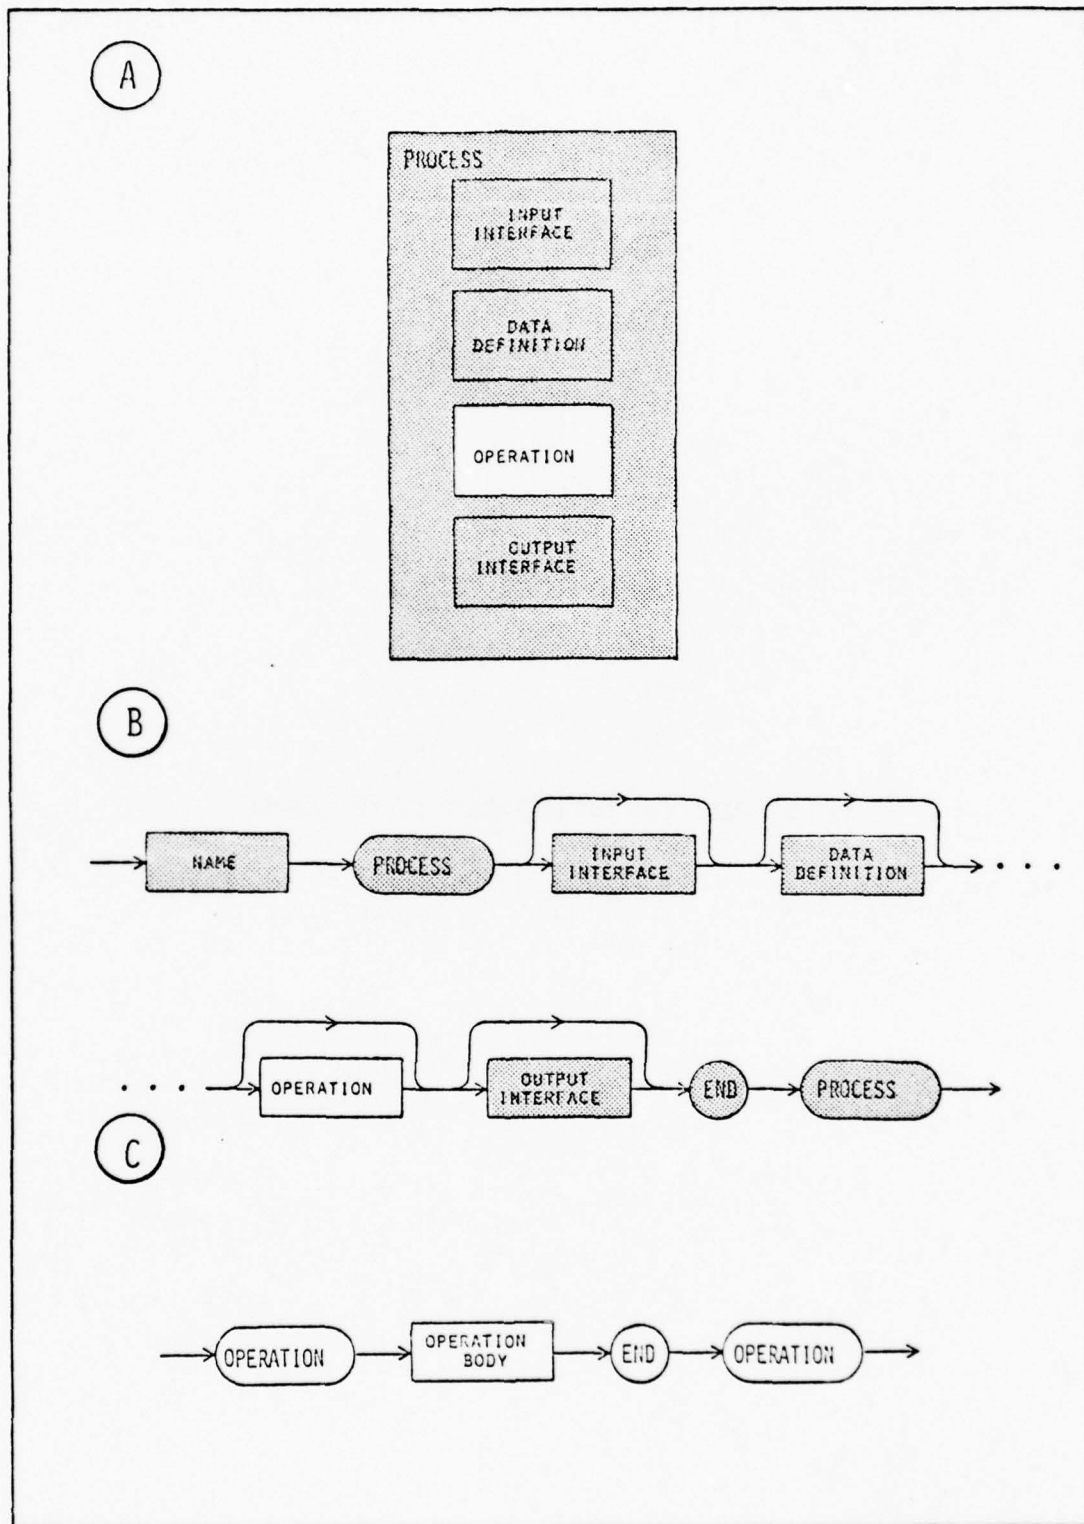 A
PROCESS
INPUT
INTERFACE
DATA
DEFINITION
OPERATION
OUTPUT
INTERFACE
B
NAME
PROCESS
INPUT
INTERFACE
DATA
DEFINITION
. . .
. . .
OPERATION
OUTPUT
INTERFACE
END
PROCESS
C
OPERATION
OPERATION
BODY
END
OPERATION